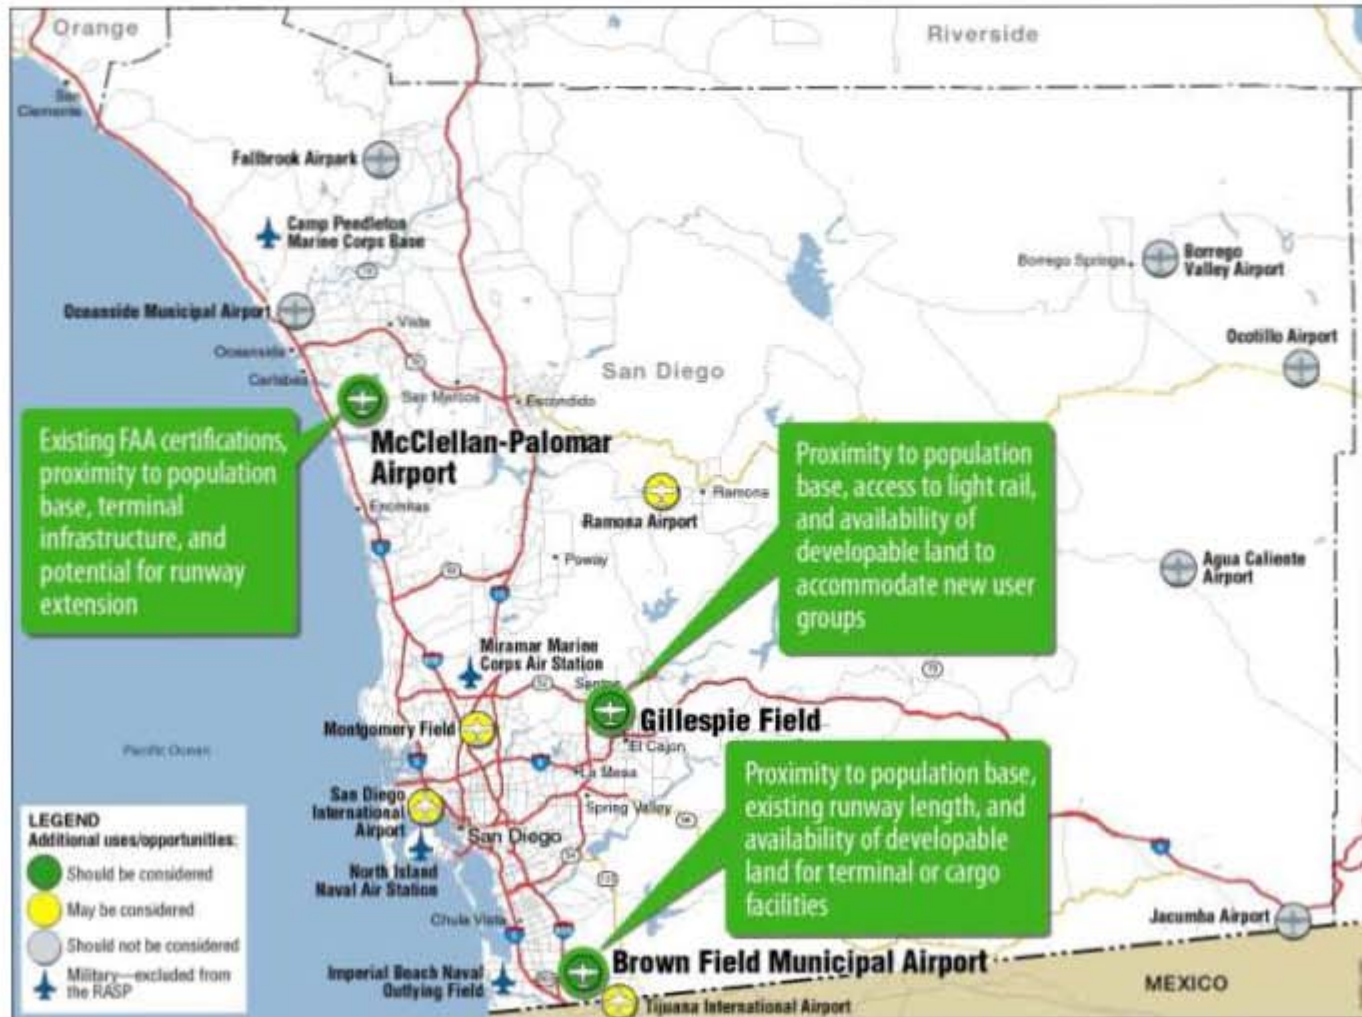 Orange
Riverside
San
Clemente
Fallbrook Airpark
Camp Pendleton
Marine Corps Base
Borrego Springs
Borrego
Valley Airport
Oceanside Municipal Airport
Vista
Oceanside
Carlsbad
San Marcos
Escondido
San Diego
Ocotillo Airport
Existing FAA certifications,
proximity to population
base, terminal
infrastructure, and
potential for runway
extension
McClellan-Palomar
Airport
Encinitas
Ramona
Ramona Airport
Poway
Proximity to population
base, access to light rail,
and availability of
developable land to
accommodate new user
groups
Agua Caliente
Airport
Miramar Marine
Corps Air Station
52
79
Gillespie Field
Montgomery Field
El Cajon
La Mesa
Spring Valley
Pacific Ocean
San Diego
International
Airport
San Diego
North Island
Naval Air Station
Proximity to population base,
existing runway length, and
availability of developable
land for terminal or cargo
facilities
Chula Vista
Jacumba Airport
Imperial Beach Naval
Outlying Field
Brown Field Municipal Airport
Tijuana International Airport
MEXICO
LEGEND
Additional uses/opportunities:
Should be considered
May be considered
Should not be considered
Military—excluded from
the RASP